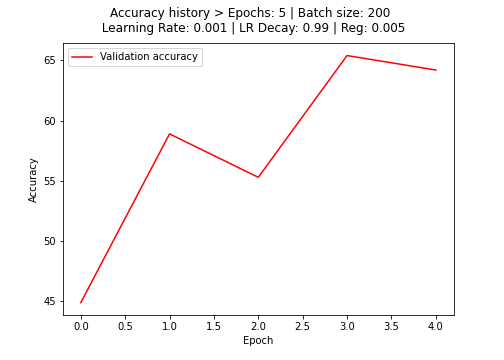 Accuracy history > Epochs: 5 | Batch size: 200
Learning Rate: 0.001 | LR Decay: 0.99 | Reg: 0.005
Validation accuracy
65
60
55
50
45
Accuracy
0.0 0.5 1.0 1.5 2.0 2.5 3.0 3.5 4.0
Epoch